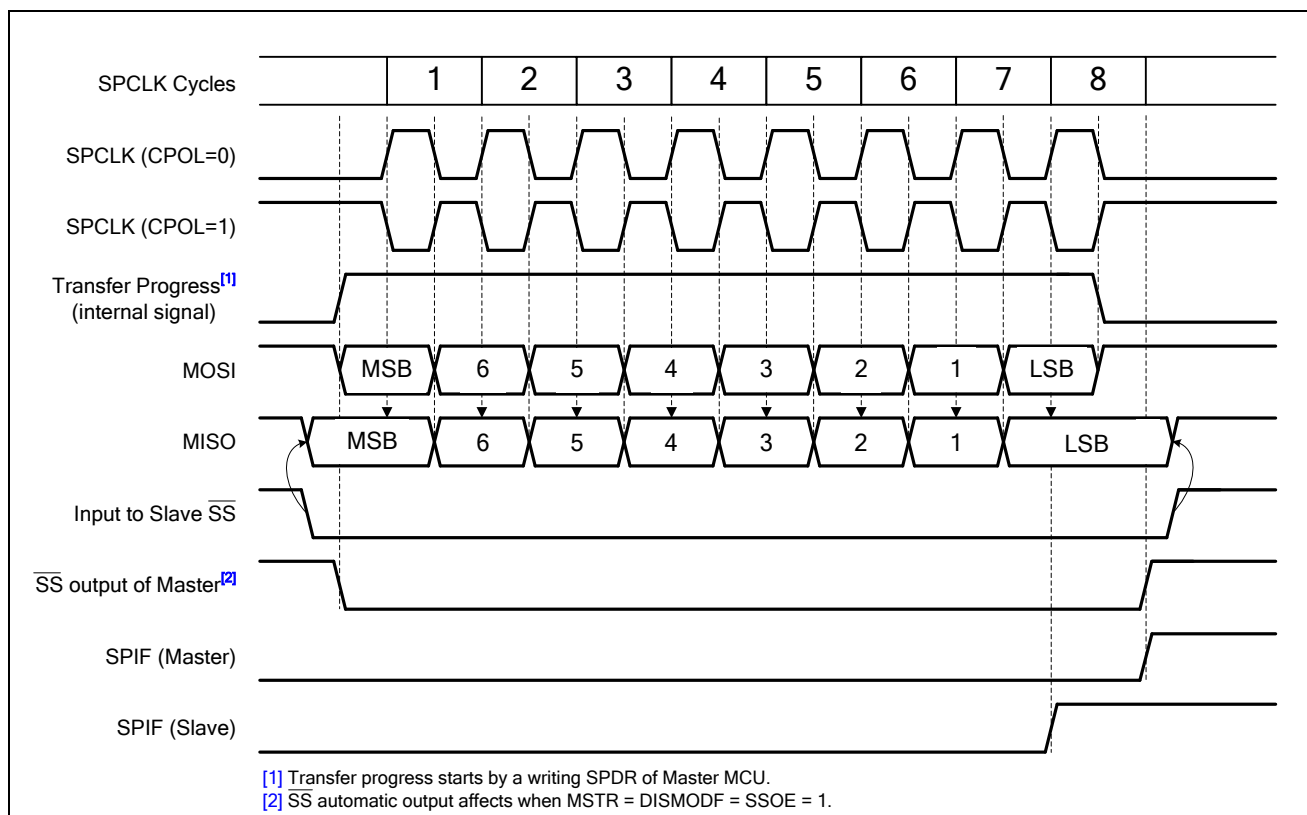 SPCLK Cycles
1 2 3 4 5 6 7 8
SPCLK (CPOL=0)
SPCLK (CPOL=1)
Transfer Progress[1]
(internal signal)
MOSI
MSB 6 5 4 3 2 1 LSB
MISO
MSB 6 5 4 3 2 1 LSB
Input to Slave S̅S̅
S̅S̅ output of Master[2]
SPIF (Master)
SPIF (Slave)
[1] Transfer progress starts by a writing SPDR of Master MCU.
[2] S̅S̅ automatic output affects when MSTR = DISMODF = SSOE = 1.